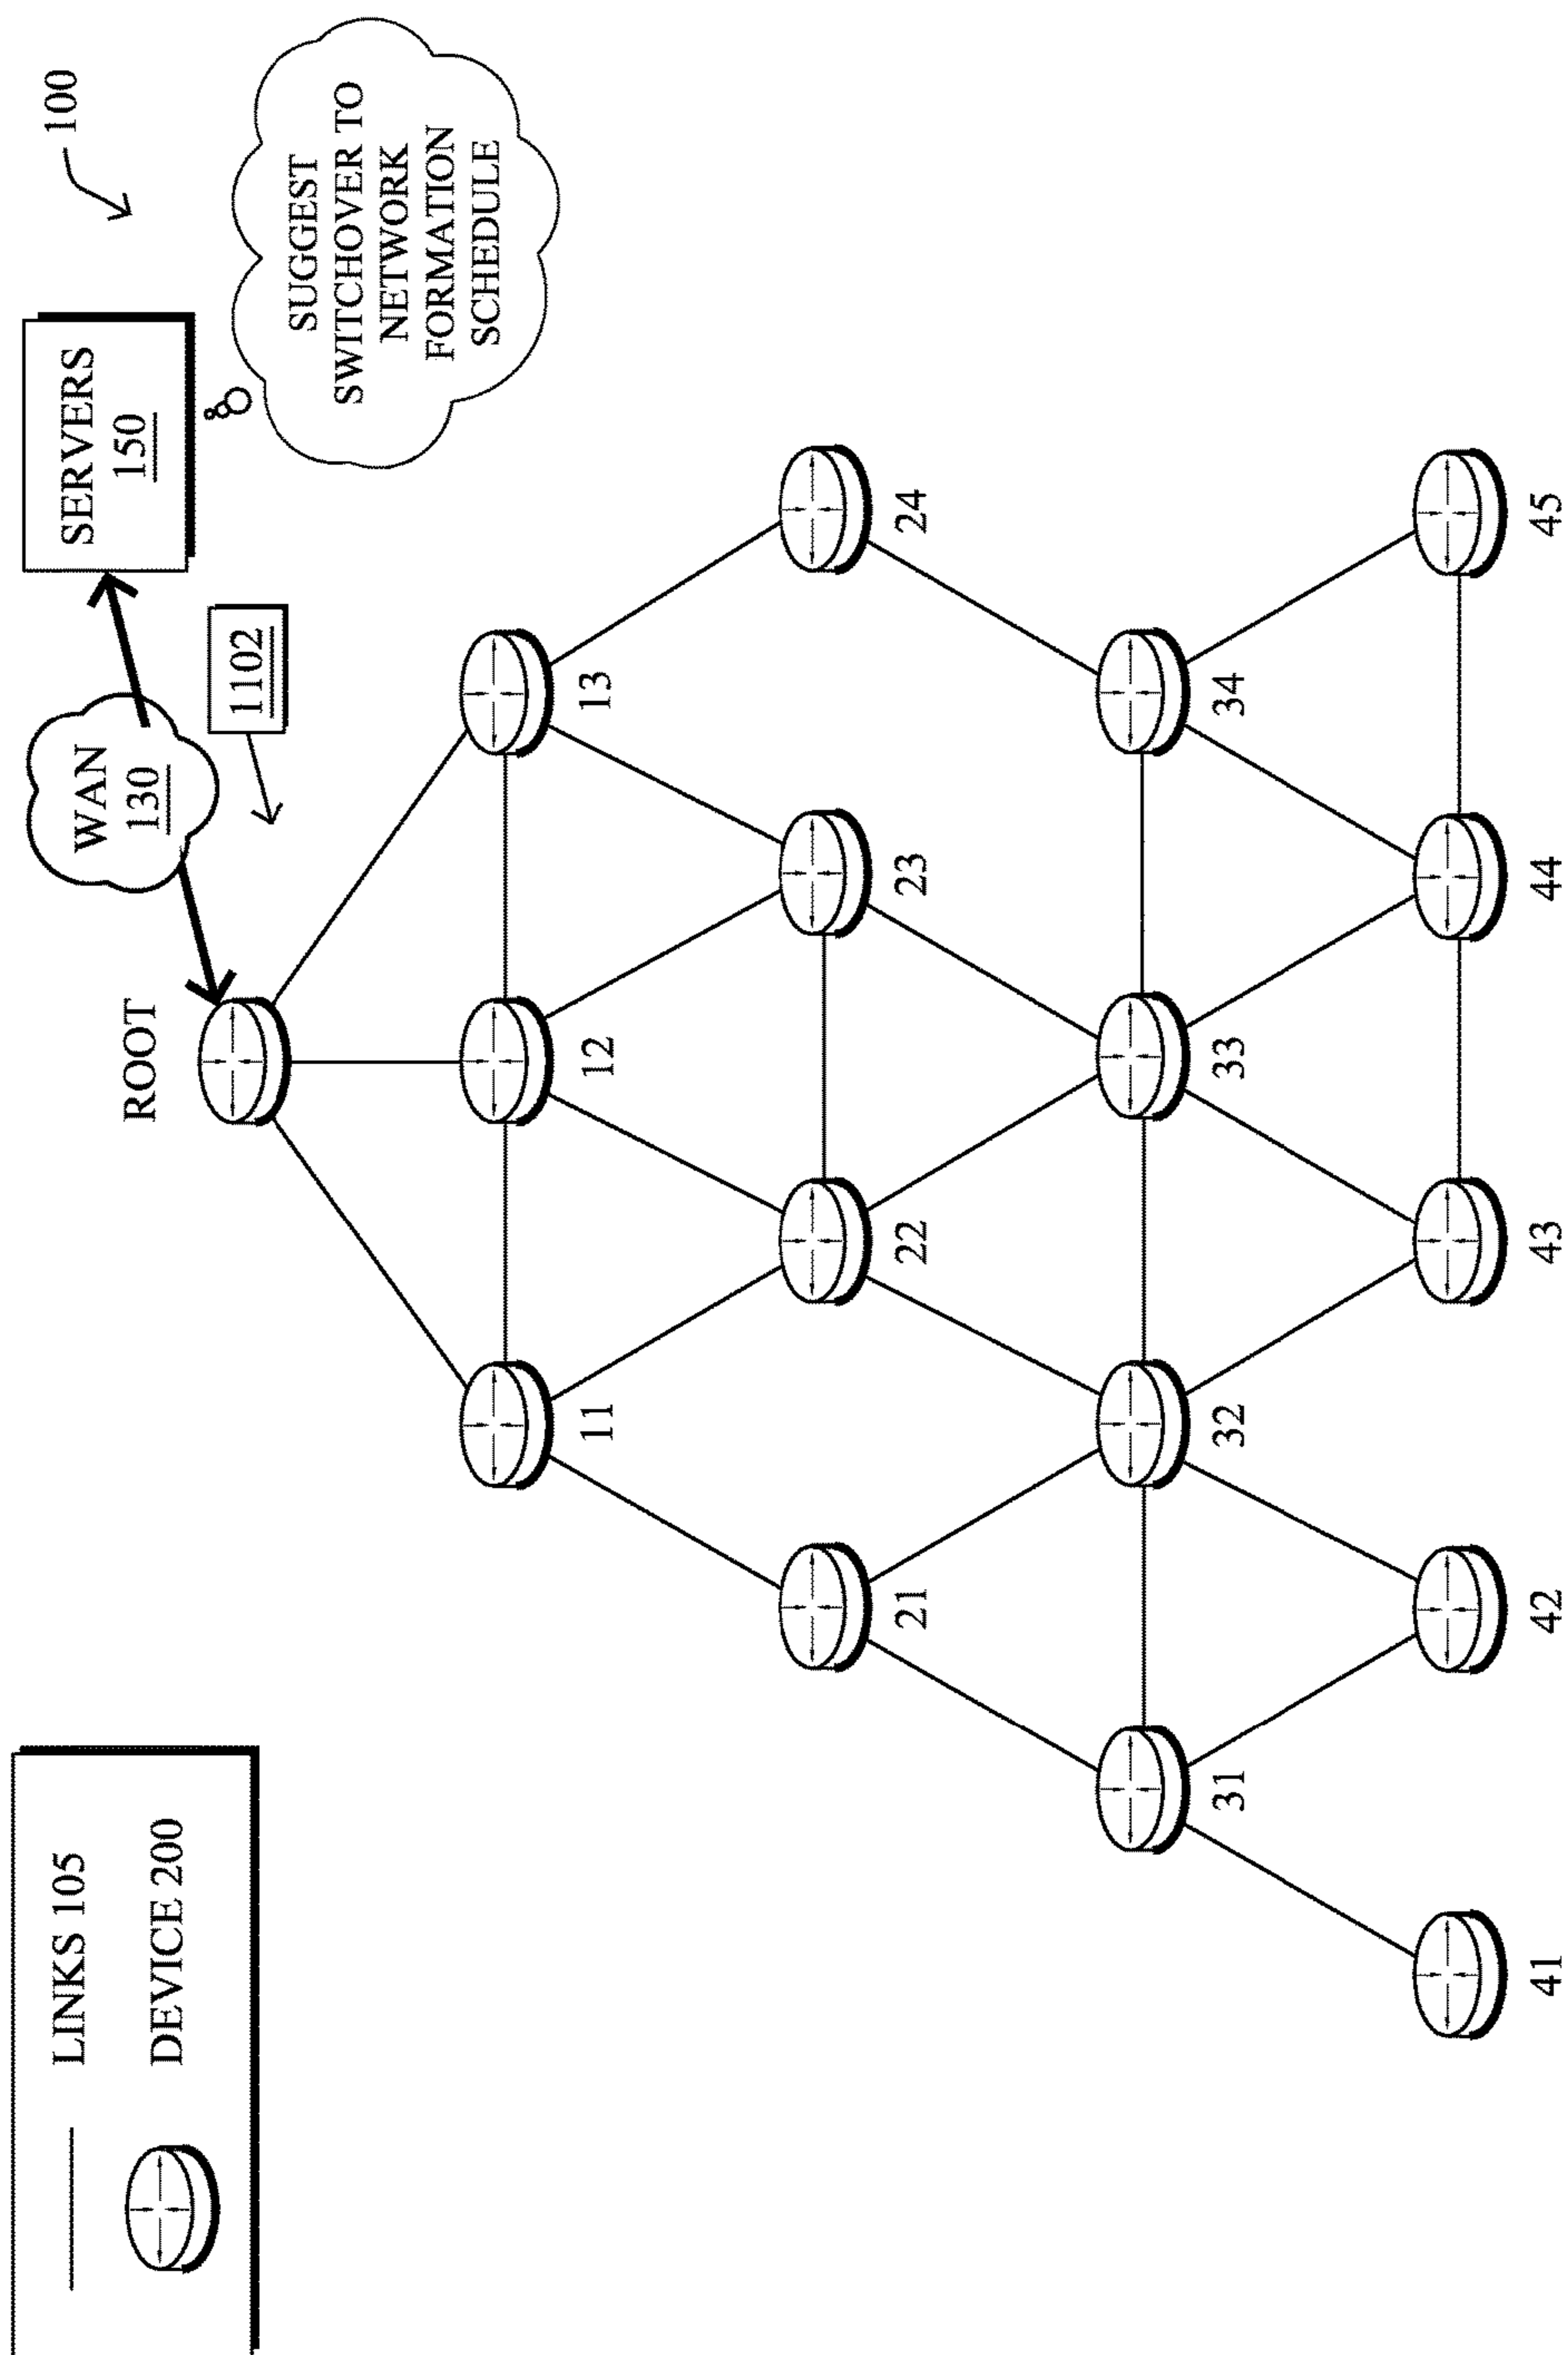 LINKS 105
DEVICE 200
100
WAN
130
SERVERS
150
1102
SUGGEST
SWITCHOVER TO
NETWORK
FORMATION
SCHEDULE
ROOT
11
12
13
21
22
23
24
31
32
33
34
41
42
43
44
45